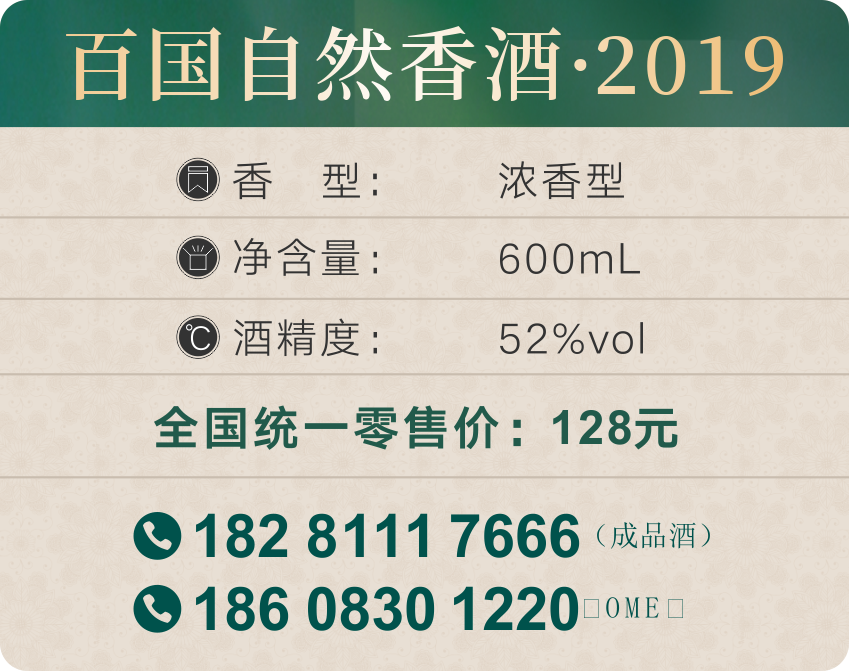 百国自然香酒·2019
香 型： 浓香型
净含量： 600mL
酒精度： 52%vol
全国统一零售价：128元
182 8111 7666（成品酒）
186 0830 1220□OME□